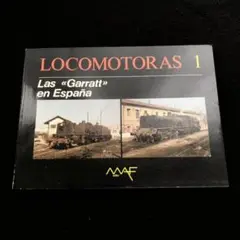 LOCOMOTORAS 1
Las «Garratt»
en España
MAF